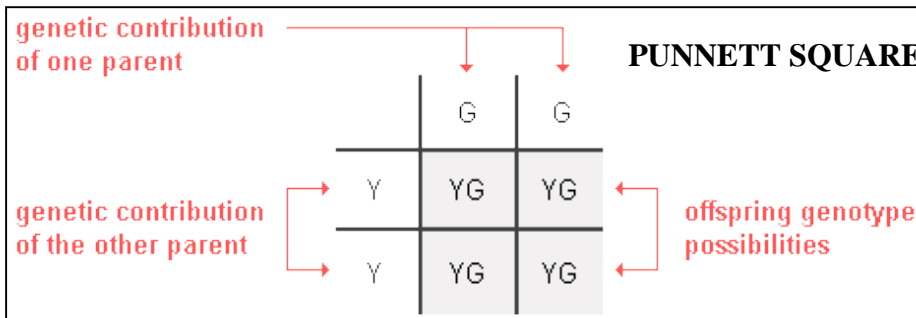 genetic contribution
of one parent
PUNNETT SQUARE
G G
Y YG YG
genetic contribution
of the other parent
offspring genotype
possibilities
Y YG YG